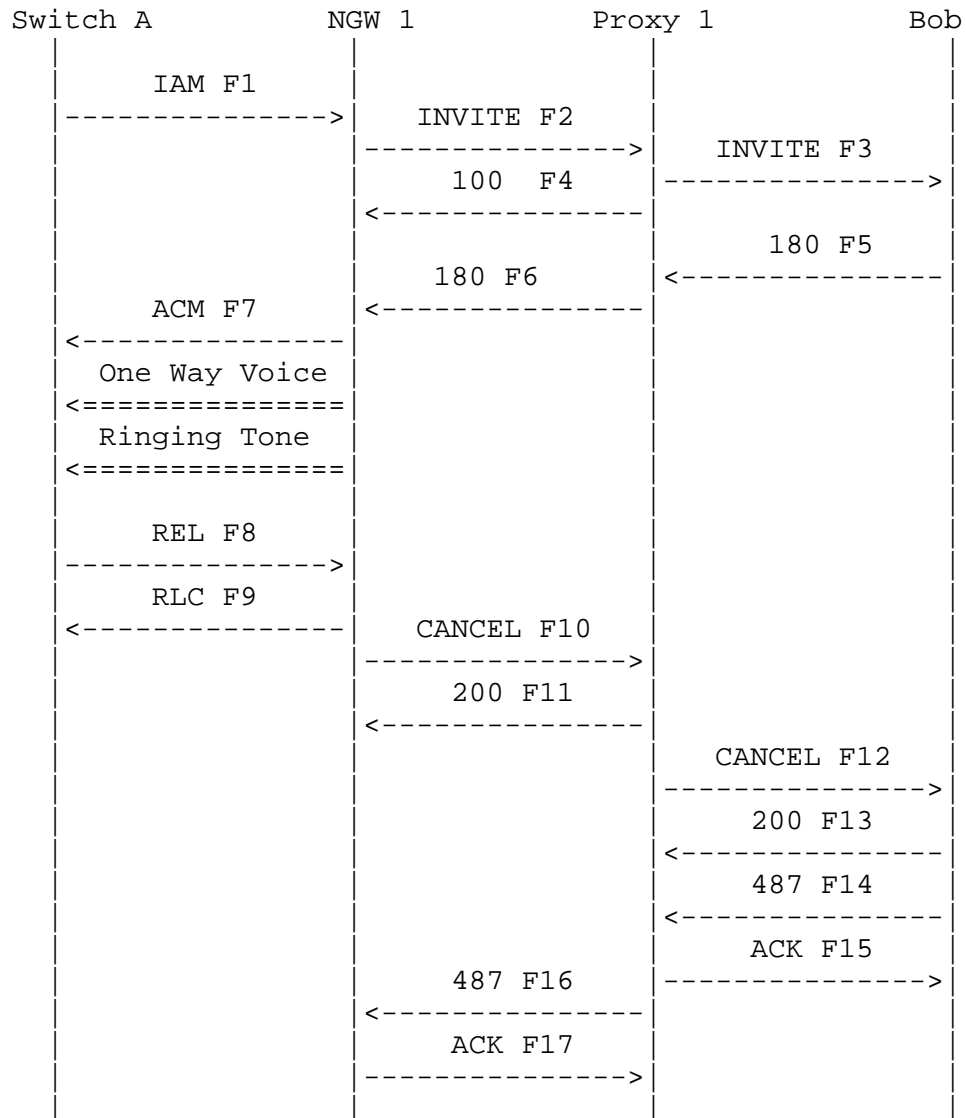 Switch A NGW 1 Proxy 1 Bob
IAM F1
INVITE F2
INVITE F3
100 F4
180 F5
180 F6
ACM F7
One Way Voice
Ringing Tone
REL F8
RLC F9
CANCEL F10
200 F11
CANCEL F12
200 F13
487 F14
ACK F15
487 F16
ACK F17